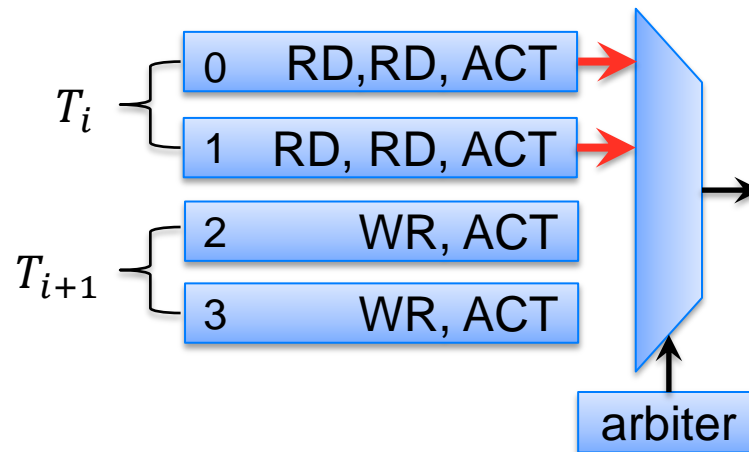 0 RD,RD, ACT
T_i
1 RD, RD, ACT
2 WR, ACT
T_{i+1}
3 WR, ACT
arbiter